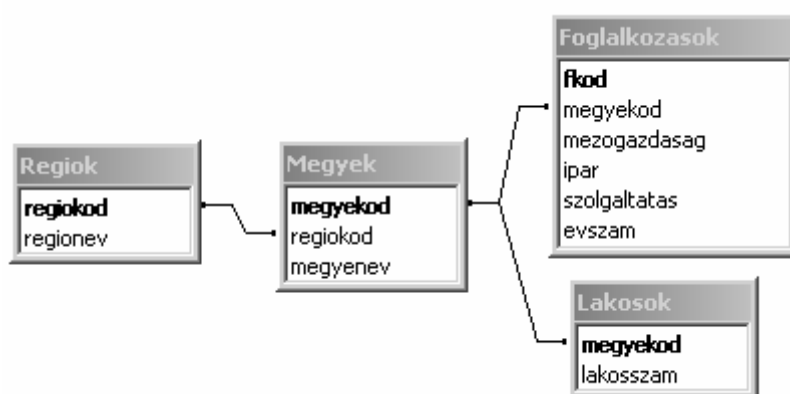 Regiok
regiokod
regionev
Megyek
megyekod
regiokod
megyenev
Foglalkozasok
fkod
megyekod
mezogazdasag
ipar
szolgaltatas
evszam
Lakosok
megyekod
lakosszam